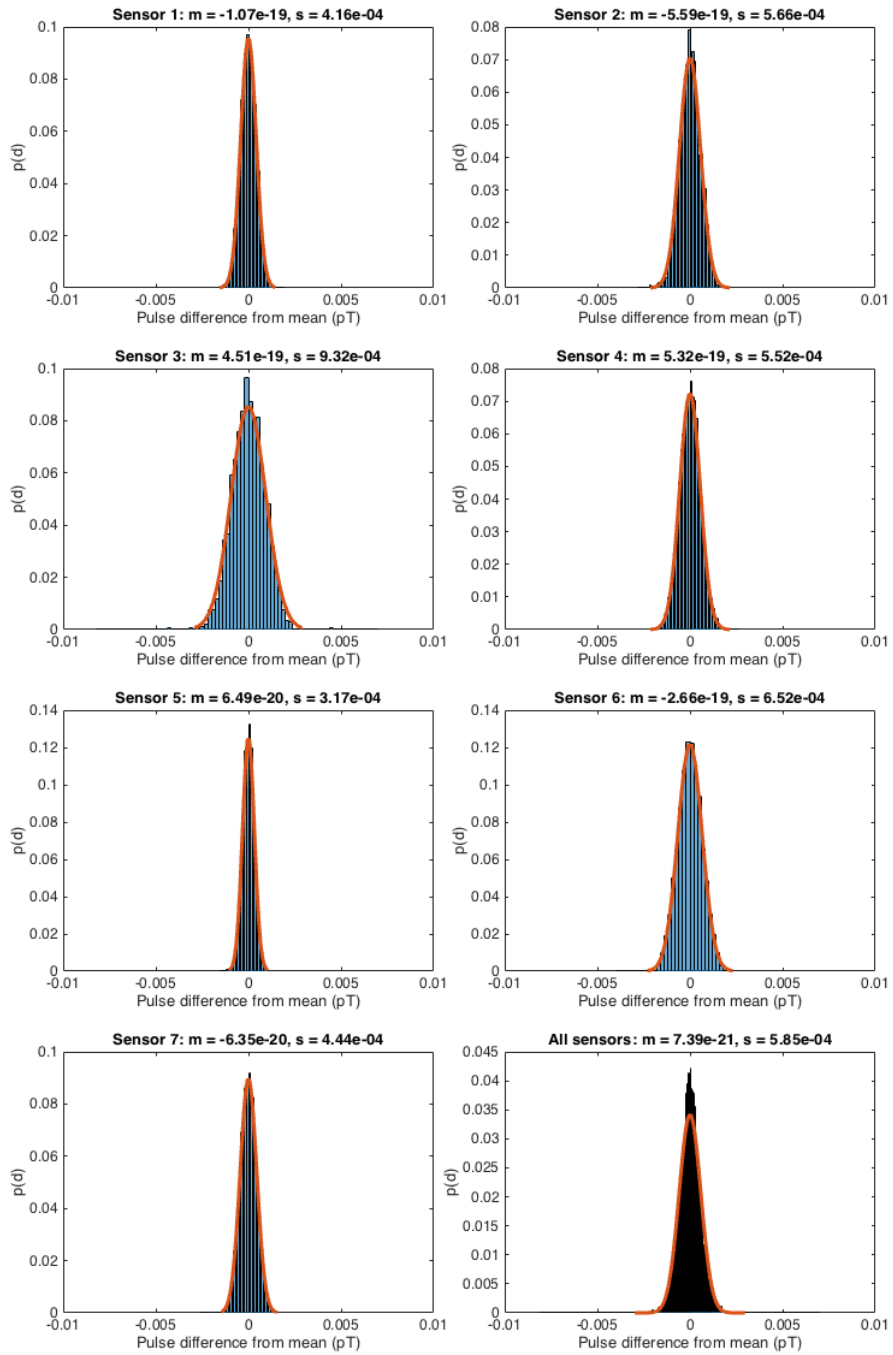 Sensor 1: m = -1.07e-19, s = 4.16e-04
0.1
0.08
0.06
0.04
0.02
0
p(d)
-0.01 -0.005 0 0.005 0.01
Pulse difference from mean (pT)
Sensor 2: m = -5.59e-19, s = 5.66e-04
0.08
0.07
0.06
0.05
0.04
0.03
0.02
0.01
0
p(d)
-0.01 -0.005 0 0.005 0.01
Pulse difference from mean (pT)
Sensor 3: m = 4.51e-19, s = 9.32e-04
0.1
0.08
0.06
0.04
0.02
0
p(d)
-0.01 -0.005 0 0.005 0.01
Pulse difference from mean (pT)
Sensor 4: m = 5.32e-19, s = 5.52e-04
0.08
0.07
0.06
0.05
0.04
0.03
0.02
0.01
0
p(d)
-0.01 -0.005 0 0.005 0.01
Pulse difference from mean (pT)
Sensor 5: m = 6.49e-20, s = 3.17e-04
0.14
0.12
0.1
0.08
0.06
0.04
0.02
0
p(d)
-0.01 -0.005 0 0.005 0.01
Pulse difference from mean (pT)
Sensor 6: m = -2.66e-19, s = 6.52e-04
0.14
0.12
0.1
0.08
0.06
0.04
0.02
0
p(d)
-0.01 -0.005 0 0.005 0.01
Pulse difference from mean (pT)
Sensor 7: m = -6.35e-20, s = 4.44e-04
0.1
0.08
0.06
0.04
0.02
0
p(d)
-0.01 -0.005 0 0.005 0.01
Pulse difference from mean (pT)
All sensors: m = 7.39e-21, s = 5.85e-04
0.045
0.04
0.035
0.03
0.025
0.02
0.015
0.01
0.005
0
p(d)
-0.01 -0.005 0 0.005 0.01
Pulse difference from mean (pT)